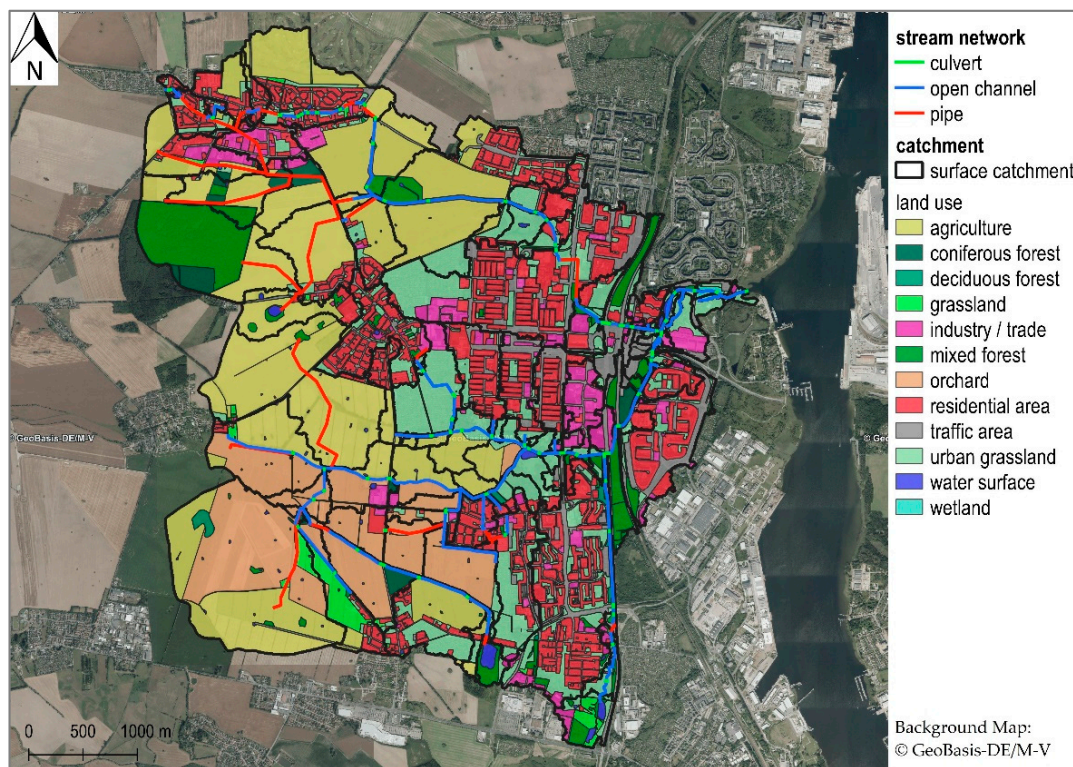 N
stream network
culvert
open channel
pipe
catchment
surface catchment
land use
agriculture
coniferous forest
deciduous forest
grassland
industry / trade
mixed forest
orchard
residential area
traffic area
urban grassland
water surface
wetland
© GeoBasis-DE/M-V
© Ge
0 500 1000 m
Background Map:
© GeoBasis-DE/M-V